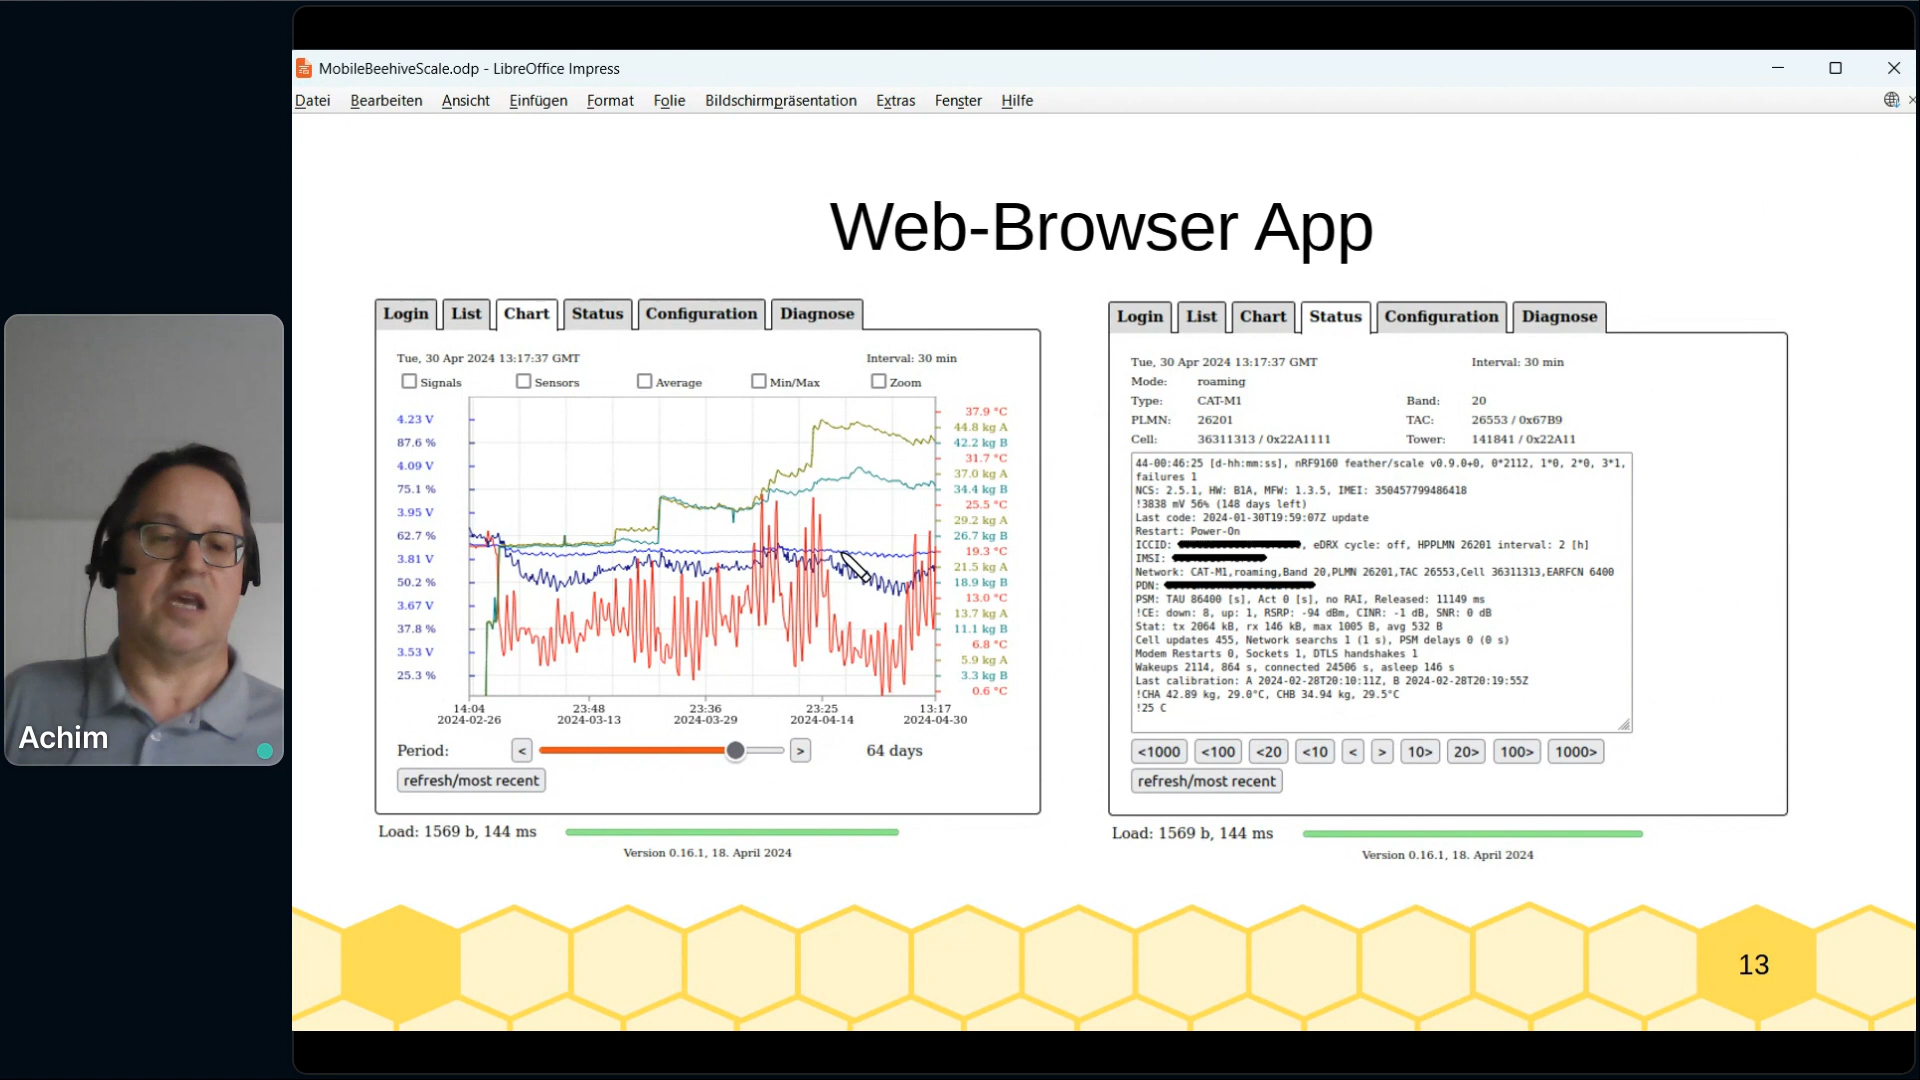 MobileBeehiveScale.odp - LibreOffice Impress
Datei Bearbeiten Ansicht Einfügen Format Folie Bildschirmpräsentation Extras Fenster Hilfe
Web-Browser App
Login List Chart Status Configuration Diagnose
Tue, 30 Apr 2024 13:17:37 GMT Interval: 30 min
Signals Sensors Average Min/Max Zoom
4.23 V
87.6 %
4.09 V
75.1 %
3.95 V
62.7 %
3.81 V
50.2 %
3.67 V
37.8 %
3.53 V
25.3 %
37.9 °C
44.8 kg A
42.2 kg B
31.7 °C
37.0 kg A
34.4 kg B
25.5 °C
29.2 kg A
26.7 kg B
19.3 °C
21.5 kg A
18.9 kg B
13.0 °C
13.7 kg A
11.1 kg B
6.8 °C
5.9 kg A
3.3 kg B
0.6 °C
14:04 23:48 23:36 23:25 13:17
2024-02-26 2024-03-13 2024-03-29 2024-04-14 2024-04-30
Period: < > 64 days
refresh/most recent
Load: 1569 b, 144 ms
Version 0.16.1, 18. April 2024
Login List Chart Status Configuration Diagnose
Tue, 30 Apr 2024 13:17:37 GMT Interval: 30 min
Mode: roaming
Type: CAT-M1 Band: 20
PLMN: 26201 TAC: 26553 / 0x67B9
Cell: 36311313 / 0x22A1111 Tower: 141841 / 0x22A11
44-00:46:25 [d-hh:mm:ss], nRF9160 feather/scale v0.9.0+0, 0*2112, 1*0, 2*0, 3*1,
failures 1
NCS: 2.5.1, HW: B1A, MFW: 1.3.5, IMEI: 350457799486418
!3838 mV 56% (148 days left)
Last code: 2024-01-30T19:59:07Z update
Restart: Power-On
ICCID: , eDRX cycle: off, HPPLMN 26201 interval: 2 [h]
IMSI:
Network: CAT-M1,roaming,Band 20,PLMN 26201,TAC 26553,Cell 36311313,EARFCN 6400
PDN:
PSM: TAU 86400 [s], Act 0 [s], no RAI, Released: 11149 ms
!CE: down: 8, up: 1, RSRP: -94 dBm, CINR: -1 dB, SNR: 0 dB
Stat: tx 2064 kB, rx 146 kB, max 1005 B, avg 532 B
Cell updates 455, Network searchs 1 (1 s), PSM delays 0 (0 s)
Modem Restarts 0, Sockets 1, DTLS handshakes 1
Wakeups 2114, 864 s, connected 24506 s, asleep 146 s
Last calibration: A 2024-02-28T20:10:11Z, B 2024-02-28T20:19:55Z
!CHA 42.89 kg, 29.0°C, CHB 34.94 kg, 29.5°C
!25 C
<1000 <100 <20 <10 < > 10> 20> 100> 1000>
refresh/most recent
Load: 1569 b, 144 ms
Version 0.16.1, 18. April 2024
Achim
13